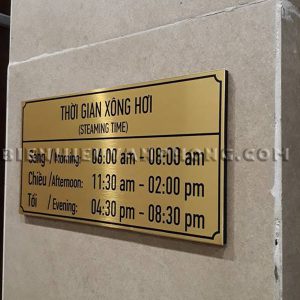 THỜI GIAN XÔNG HƠI
(STEAMING TIME)
Sáng / Morning: 06:00 am - 08:00 am
Chiều /Afternoon: 11:30 am - 02:00 pm
Tối / Evening: 04:30 pm - 08:30 pm